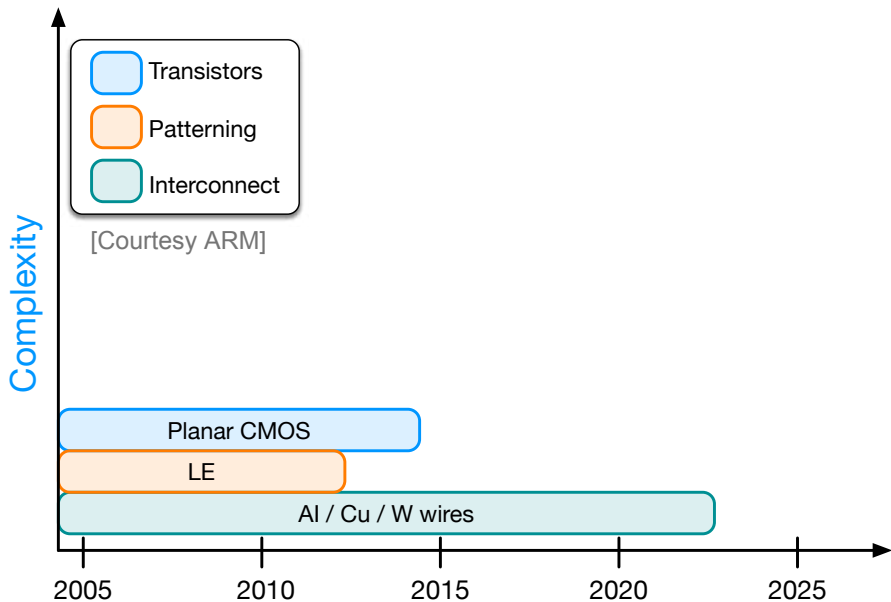 Transistors
Patterning
Interconnect
[Courtesy ARM]
Complexity
Planar CMOS
LE
Al / Cu / W wires
2005 2010 2015 2020 2025